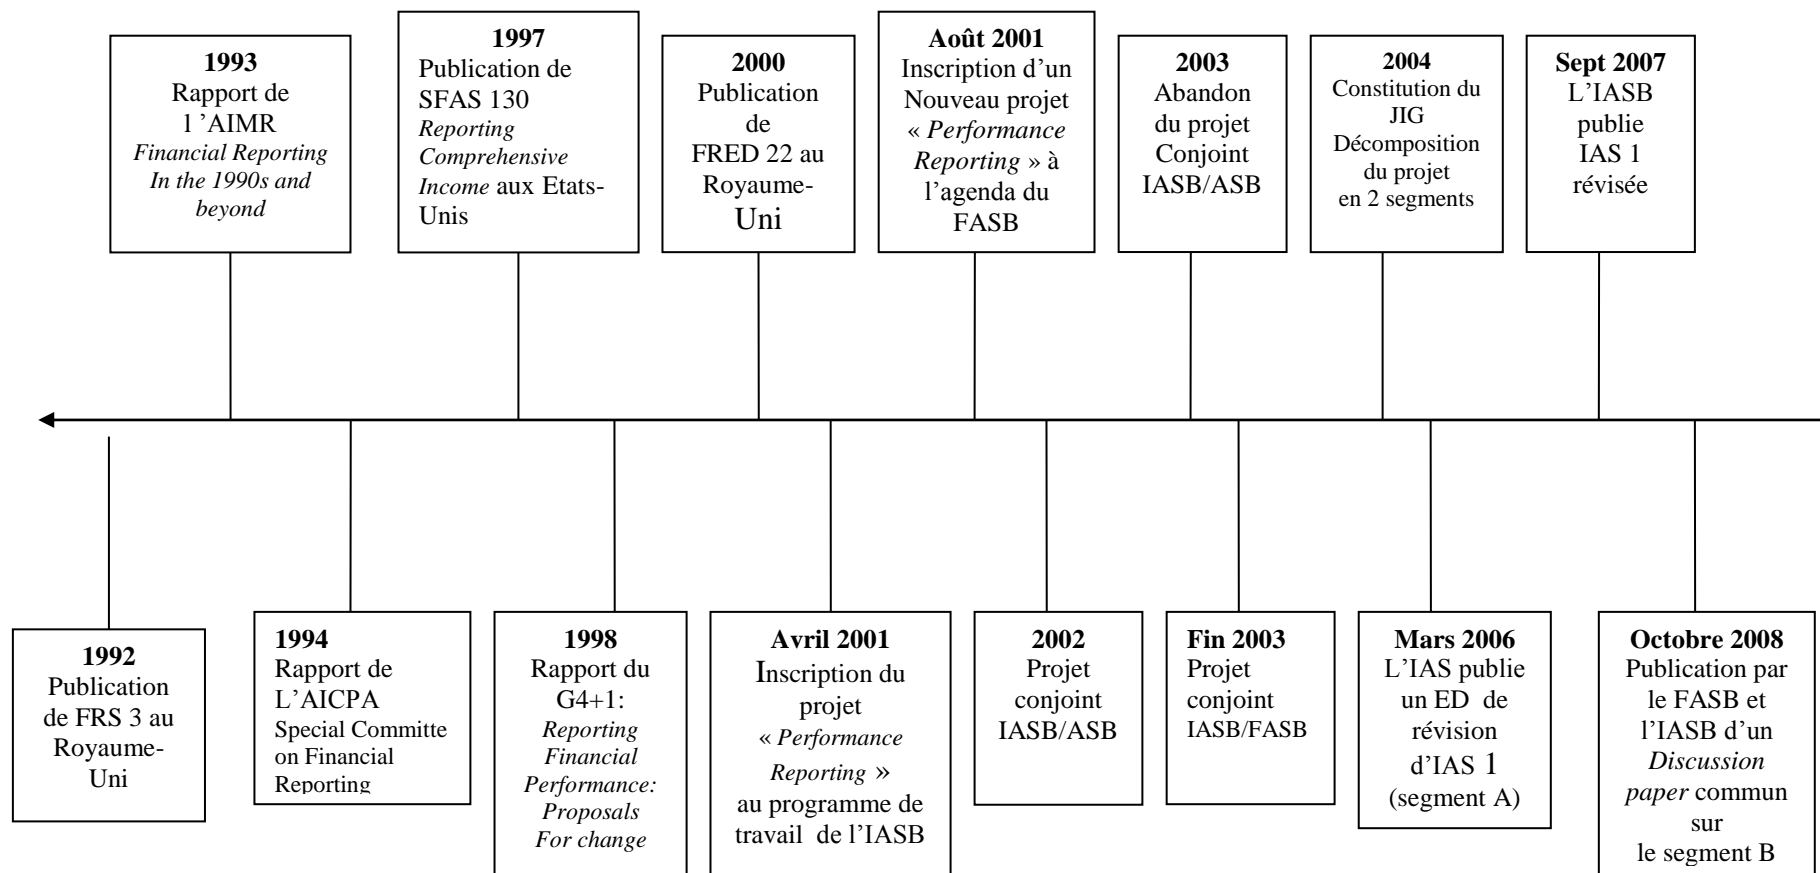 1993
Rapport de
l ’AIMR
Financial Reporting
In the 1990s and
beyond
1997
Publication de
SFAS 130
Reporting
Comprehensive
Income aux Etats-
Unis
2000
Publication
de
FRED 22 au
Royaume-
Uni
Août 2001
Inscription d’un
Nouveau projet
« Performance
Reporting » à
l’agenda du
FASB
2003
Abandon
du projet
Conjoint
IASB/ASB
2004
Constitution du
JIG
Décomposition
du projet
en 2 segments
Sept 2007
L’IASB
publie
IAS 1
révisée
1992
Publication
de FRS 3 au
Royaume-
Uni
1994
Rapport de
L’AICPA
Special Committe
on Financial
Reporting
1998
Rapport du
G4+1:
Reporting
Financial
Performance:
Proposals
For change
Avril 2001
Inscription du
projet
« Performance
Reporting »
au programme de
travail de l’IASB
2002
Projet
conjoint
IASB/ASB
Fin 2003
Projet
conjoint
IASB/FASB
Mars 2006
L’IAS publie
un ED de
révision
d’IAS 1
(segment A)
Octobre 2008
Publication par
le FASB et
l’IASB d’un
Discussion
paper commun
sur
le segment B